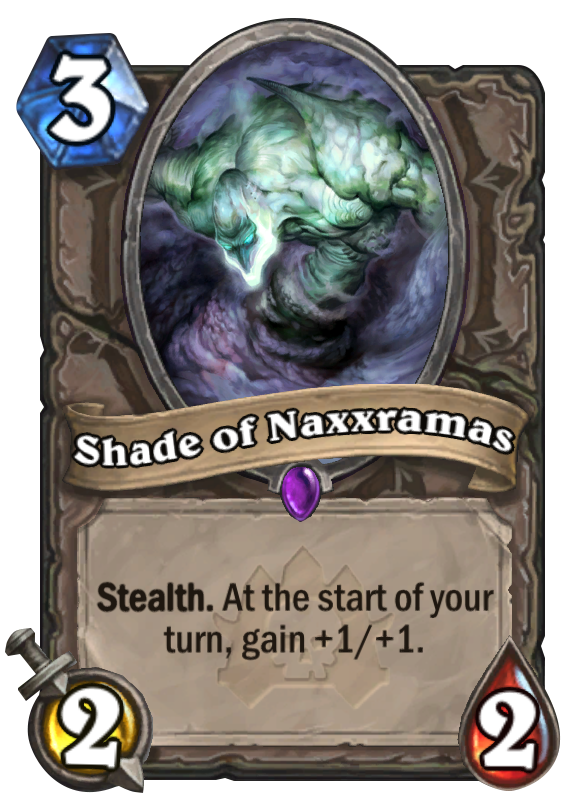 3
Shade of Naxxramas
Stealth. At the start of your
turn, gain +1/+1.
2
2